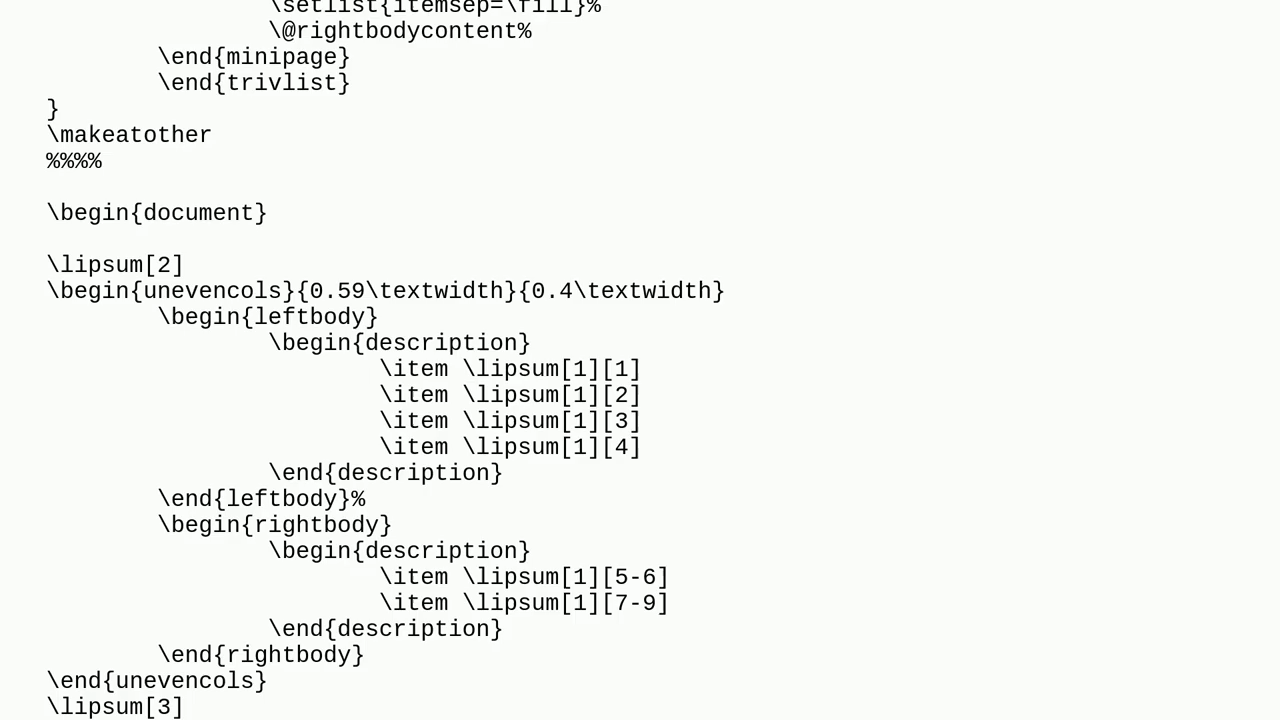 \setlist{itemsep=\fill}%
\@rightbodycontent%
\end{minipage}
\end{trivlist}
}
\makeatother
%%%%
\begin{document}
\lipsum[2]
\begin{unevencols}{0.59\textwidth}{0.4\textwidth}
\begin{leftbody}
\begin{description}
\item \lipsum[1][1]
\item \lipsum[1][2]
\item \lipsum[1][3]
\item \lipsum[1][4]
\end{description}
\end{leftbody}%
\begin{rightbody}
\begin{description}
\item \lipsum[1][5-6]
\item \lipsum[1][7-9]
\end{description}
\end{rightbody}
\end{unevencols}
\lipsum[3]